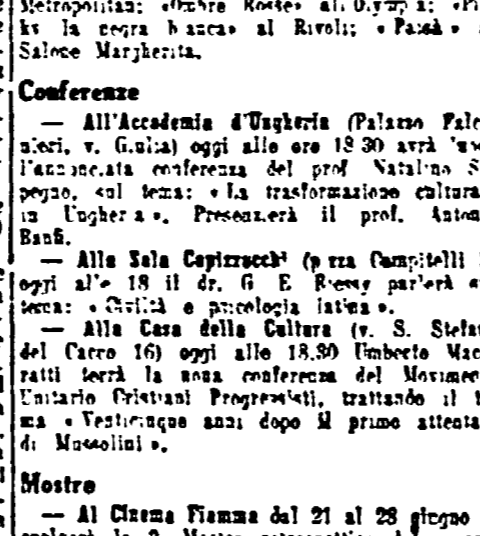 Metropolitan; «Ombre Rosse» all'Olympia;
la negra bianca» al Rivoli; «Paisà»
Salone Margherita.
Conferenze
— All'Accademia d'Ungheria (Palazzo Falc
nieri, v. Giulia) oggi alle ore 18 30 avrà
l'annunciata conferenza del prof Natalino S
pegno, sul tema: «La trasformazione cultura
in Ungheria». Presenzierà il prof. Anton
Banfi.
— Alla Sala Capizucchi (p zza Campitelli
oggi alle 18 il dr. G E parlerà
tema: «Civiltà e psicologia latina».
— Alla Casa della Cultura (v. S. Stefa
del Cacco 16) oggi alle 18.30 Umberto Mac
ratti terrà la nona conferenza del Movimen
Unitario Cristiani Progressisti, trattando il t
ma «Venticinque anni dopo il primo attenta
di Mussolini».
Mostre
— Al Cinema Fiamma dal 21 al 28 giugno
la Mostra